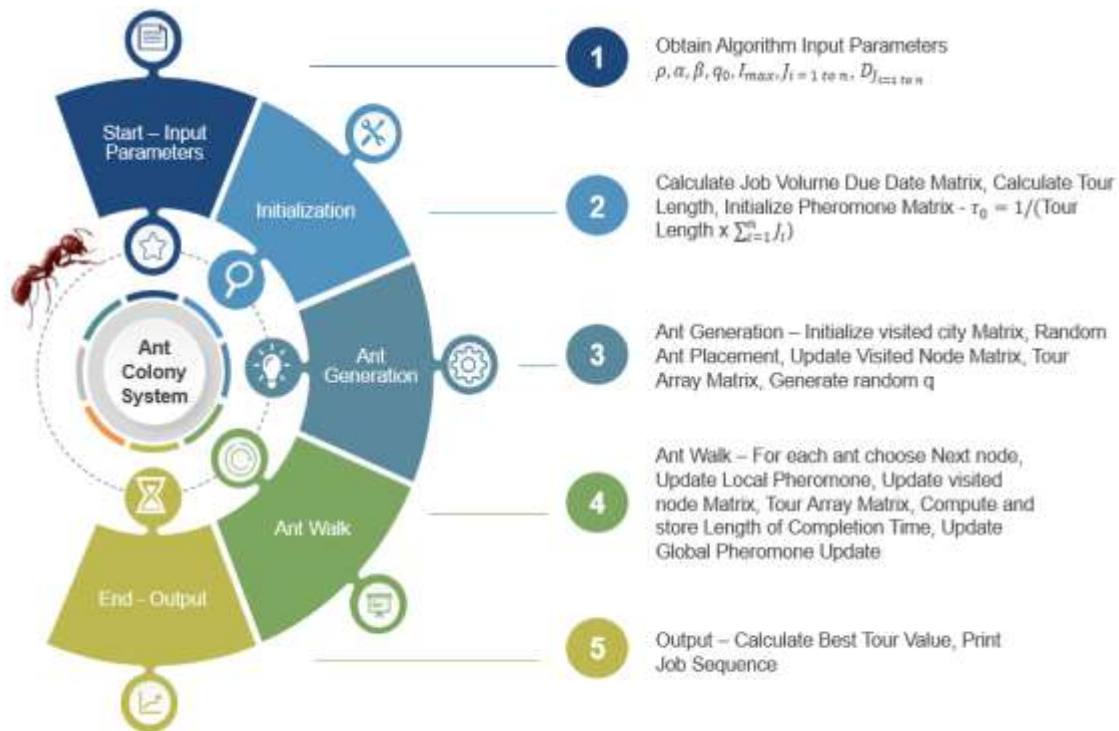 Start – Input
Parameters
Initialization
Ant
Generation
Ant Walk
End - Output
Ant
Colony
System
1
Obtain Algorithm Input Parameters
ρ, α, β, q₀, I_max, J_i = 1 to n, D_J_i=1 to n
2
Calculate Job Volume Due Date Matrix, Calculate Tour
Length, Initialize Pheromone Matrix - τ₀ = 1/(Tour
Length x ∑ⁿᵢ₌₁ Jᵢ)
3
Ant Generation – Initialize visited city Matrix, Random
Ant Placement, Update Visited Node Matrix, Tour
Array Matrix, Generate random q
4
Ant Walk – For each ant choose Next node,
Update Local Pheromone, Update visited
node Matrix, Tour Array Matrix, Compute and
store Length of Completion Time, Update
Global Pheromone Update
5
Output – Calculate Best Tour Value, Print
Job Sequence